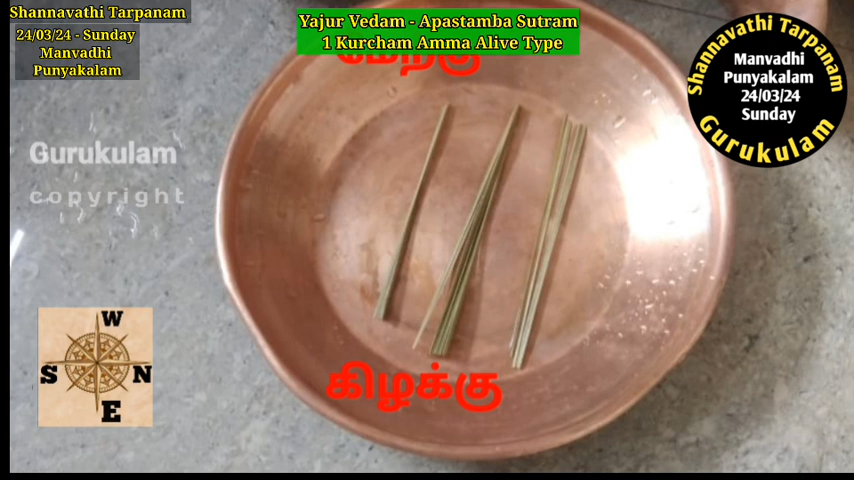 Shannavathi Tarpanam
24/03/24 - Sunday
Manvadhi
Punyakalam
Yajur Vedam - Apastamba Sutram
1 Kurcham Amma Alive Type
மேற்கு
Shannavathi Tarpanam
Manvadhi
Punyakalam
24/03/24
Sunday
Gurukulam
Gurukulam
copyright
W
S N
E
கிழக்கு